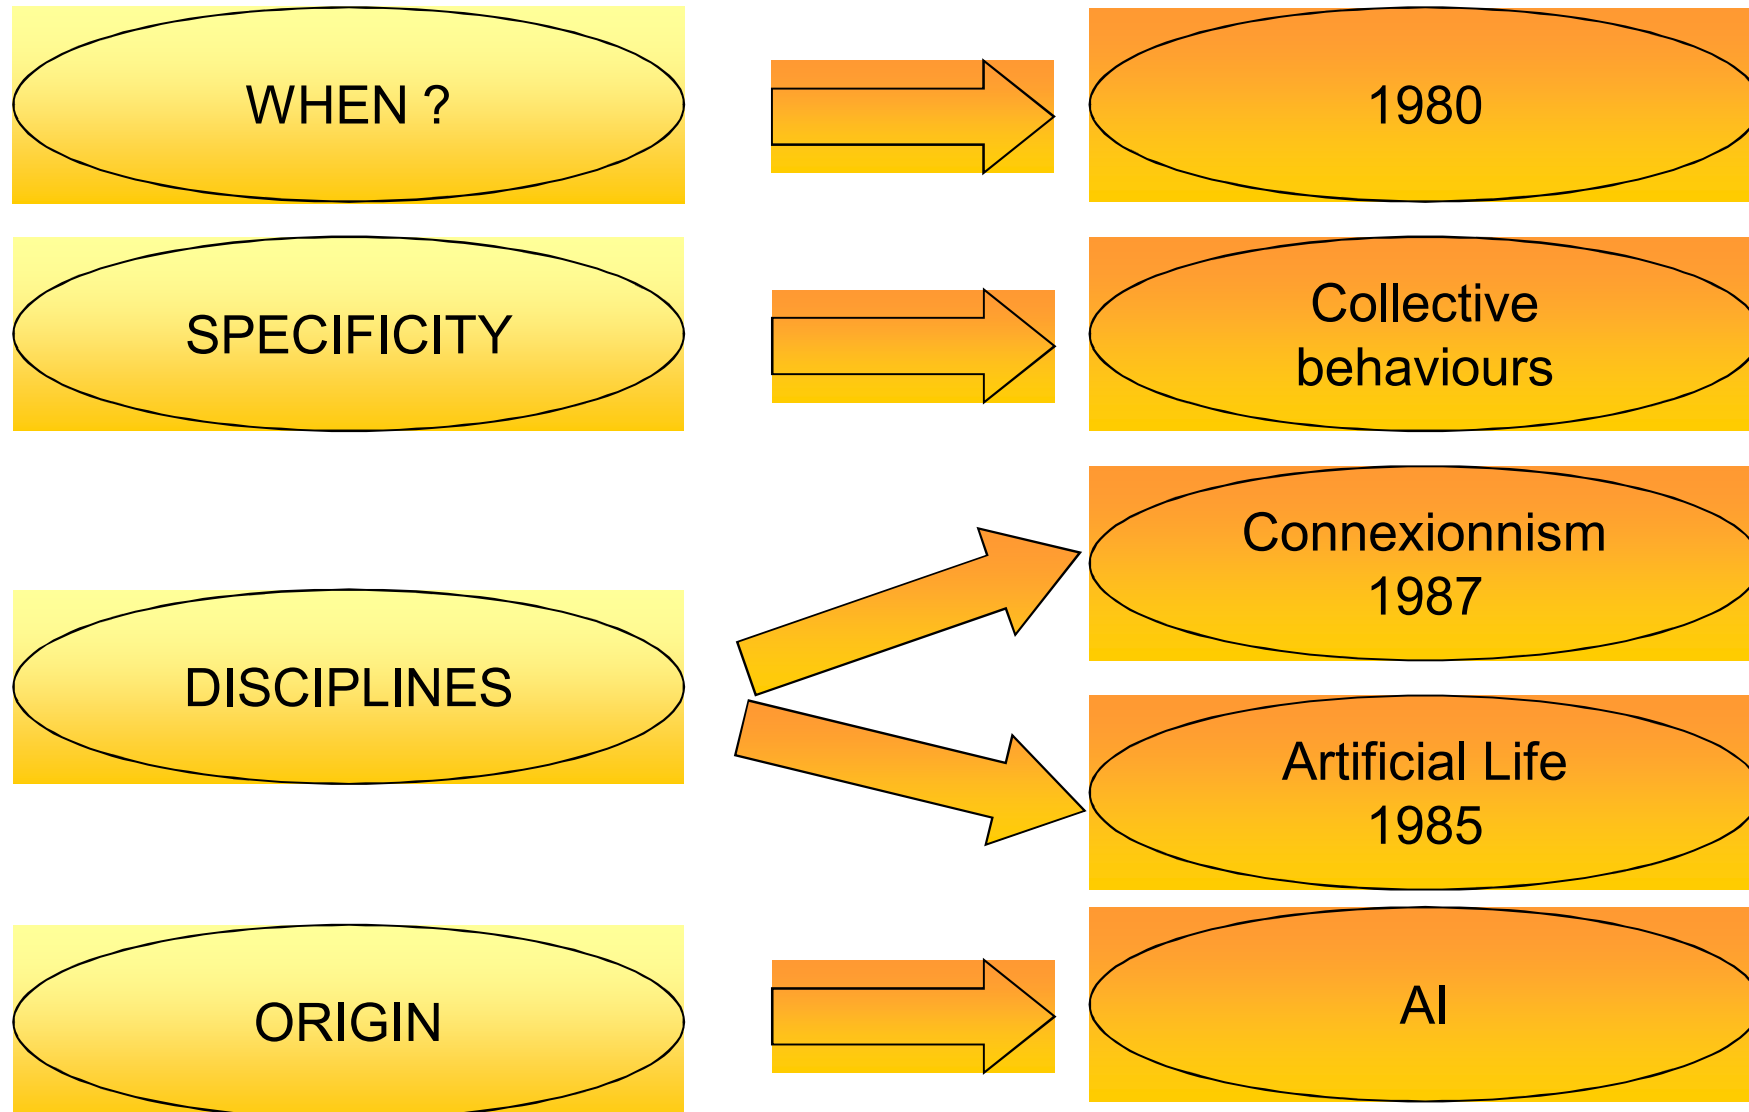 WHEN ?
1980
SPECIFICITY
Collective
behaviours
DISCIPLINES
Connexionnism
1987
Artificial Life
1985
ORIGIN
AI